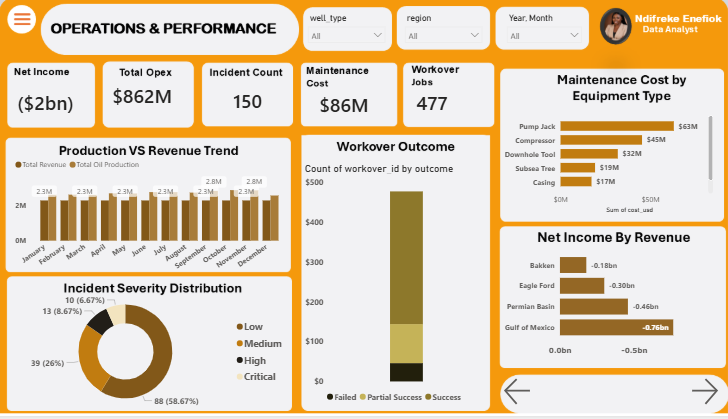 OPERATIONS & PERFORMANCE
well_type
All
region
All
Year, Month
All
Ndifreke Enefiok
Data Analyst
Net Income
($2bn)
Total Opex
$862M
Incident Count
150
Maintenance
Cost
$86M
Workover
Jobs
477
Maintenance Cost by
Equipment Type
Pump Jack $63M
Compressor $45M
Downhole Tool $32M
Subsea Tree $19M
Casing $17M
$0M $50M
Sum of cost_usd
Production VS Revenue Trend
Total Revenue Total Oil Production
2.8M 2.8M
2.3M 2.3M 2.3M 2.3M 2.3M 2.3M
2M
0M
January February March April May June July August September October November December
Workover Outcome
Count of workover_id by outcome
$500
$400
$300
$200
$100
$0
Failed Partial Success Success
Net Income By Revenue
Bakken -0.18bn
Eagle Ford -0.30bn
Permian Basin -0.46bn
Gulf of Mexico -0.76bn
0.0bn -0.5bn
Incident Severity Distribution
10 (6.67%)
13 (8.67%)
39 (26%)
88 (58.67%)
Low
Medium
High
Critical